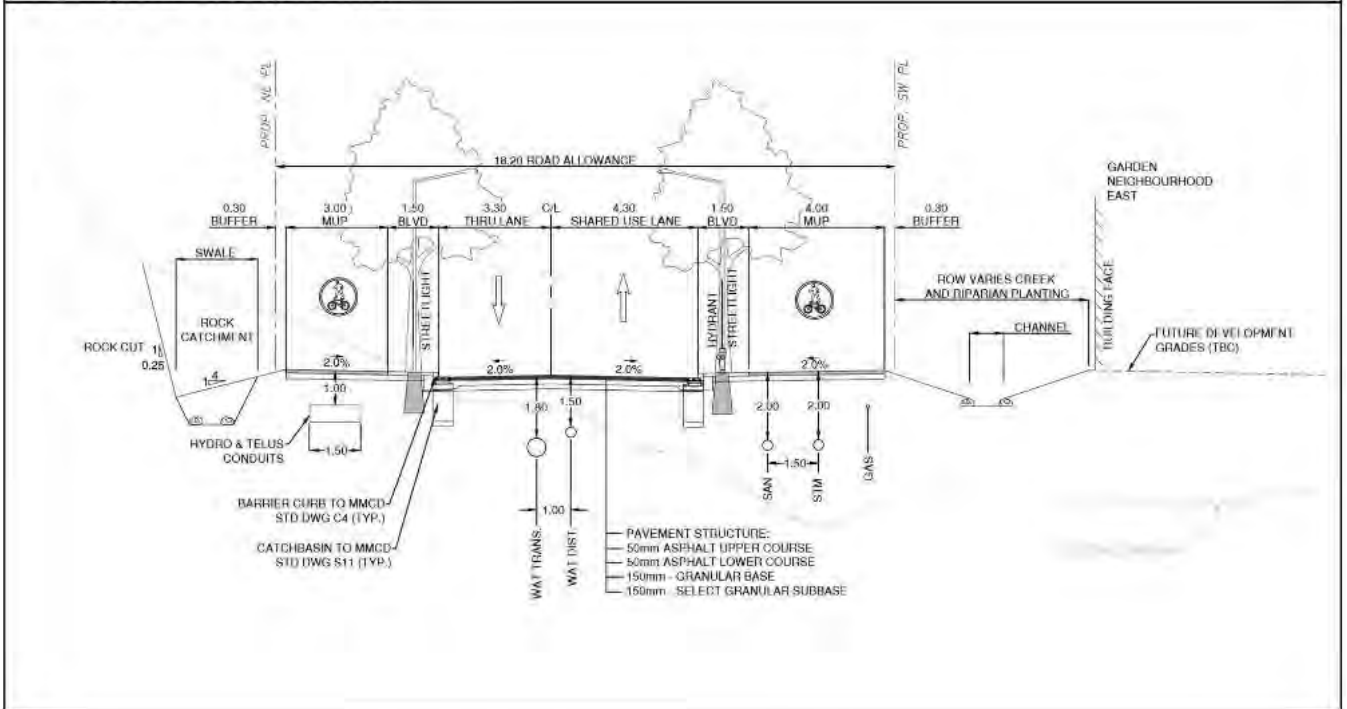 PROP. NE PL
PROP. SW PL
18.20 ROAD ALLOWANCE
GARDEN
NEIGHBOURHOOD
EAST
0.30
BUFFER
3.00
MUP
1.50
BLVD
3.30
THRU LANE
C/L
4.30
SHARED USE LANE
1.50
BLVD
4.00
MUP
0.30
BUFFER
SWALE
ROCK
CATCHMENT
ROCK CUT
1
0.25
4
1
STREETLIGHT
HYDRANT
STREETLIGHT
ROW VARIES CREEK
AND RIPARIAN PLANTING
CHANNEL
BUILDING FACE
FUTURE DEVELOPMENT
GRADES (TBC)
2.0%
2.0%
2.0%
2.0%
1.00
1.80
1.50
2.00
2.00
HYDRO & TELUS
CONDUITS
1.50
1.50
SAN
STM
GAS
BARRIER CURB TO MMCD
STD DWG C4 (TYP.)
CATCHBASIN TO MMCD
STD DWG S11 (TYP.)
1.00
WAT TRANS.
WAT DIST.
PAVEMENT STRUCTURE:
50mm ASPHALT UPPER COURSE
50mm ASPHALT LOWER COURSE
150mm - GRANULAR BASE
150mm - SELECT GRANULAR SUBBASE